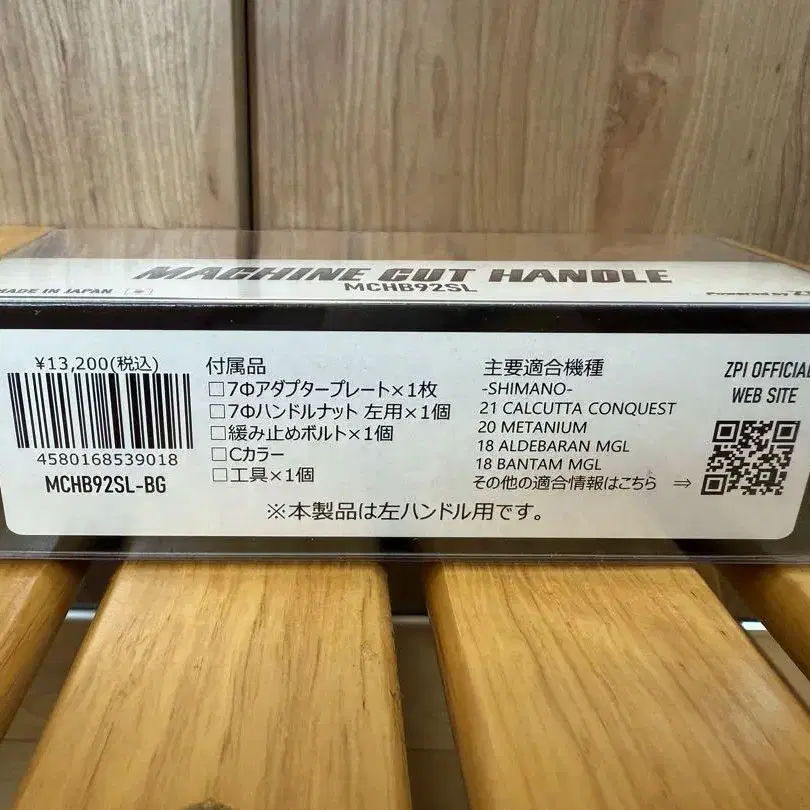 MACHINE CUT HANDLE
MCHB92SL
MADE IN JAPAN
Powered by
¥13,200(税込)
4580168539018
MCHB92SL-BG
付属品
□7Φアダプタープレート×1枚
□7Φハンドルナット 左用×1個
□緩み止めボルト×1個
□Cカラー
□工具×1個
主要適合機種
-SHIMANO-
21 CALCUTTA CONQUEST
20 METANIUM
18 ALDEBARAN MGL
18 BANTAM MGL
その他の適合情報はこちら ⇒
ZPI OFFICIAL
WEB SITE
※本製品は左ハンドル用です。